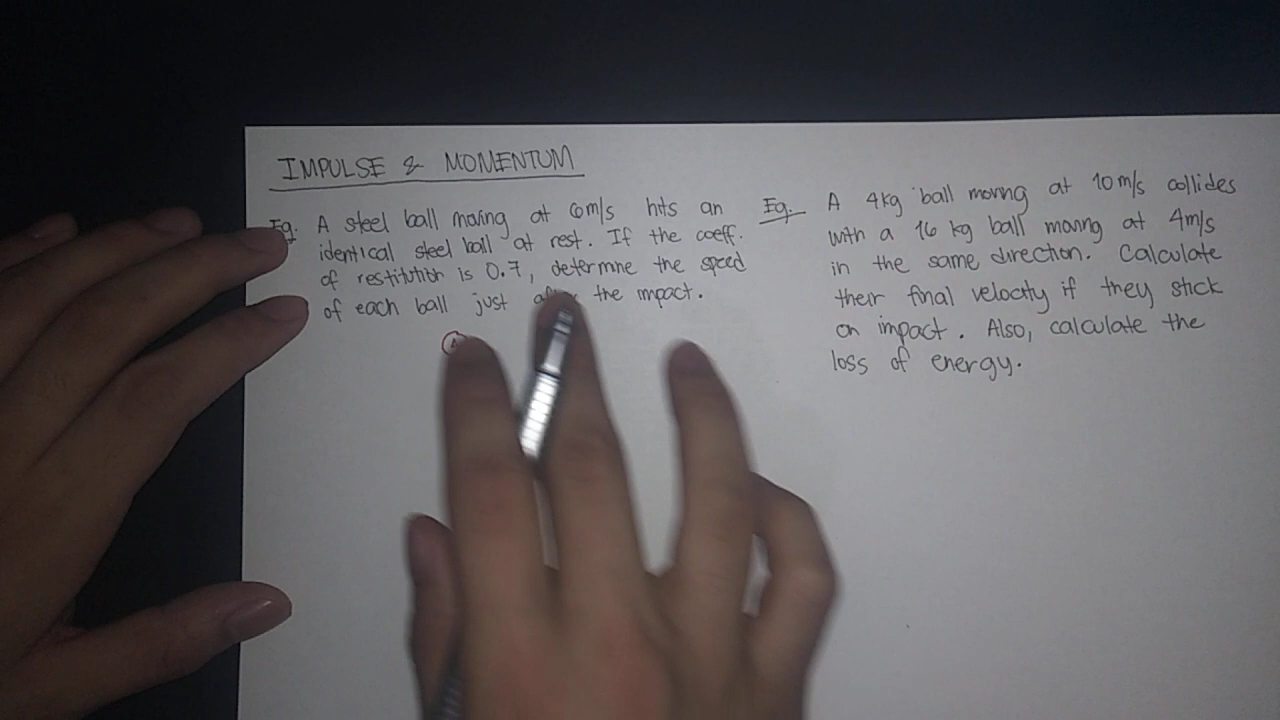 IMPULSE & MOMENTUM
Eg. A steel ball moving at 6m/s hits an
identical steel ball at rest. If the coeff.
of restitution is 0.7, determine the speed
of each ball just after the impact.
A
Eg. A 4kg ball moving at 10m/s collides
with a 16 kg ball moving at 4m/s
in the same direction. Calculate
their final velocity if they stick
on impact. Also, calculate the
loss of energy.